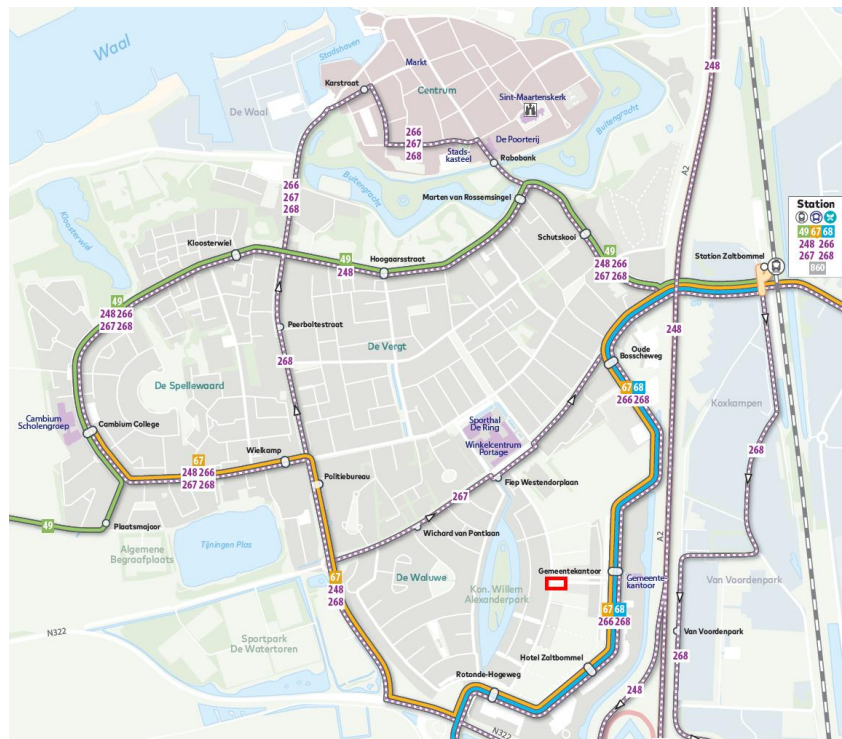 Waal
Stadshaven
Markt
Karstraat
Centrum
De Waal
Sint-Maartenskerk
266
267
268
De Poorterij
Stads-
kasteel
Rabobank
Buitengracht
Buitengracht
248
A2
266
267
268
Marten van Rossemsingel
Kloosterwiel
Kloosterwiel
Hoogaarsstraat
49
248
Schutskooi
49
248 266
267 268
Station
49 67 68
248 266
267 268
860
Station Zaltbommel
49
248 266
267 268
Peerboltestraat
De Vergt
248
268
Oude
Bosscheweg
De Spellewaard
67 68
266 268
Koxkampen
Cambium
Scholengroep
Cambium College
Sporthal
De Ring
Winkelcentrum
Portage
67
248 266
267 268
Wielkamp
Politiebureau
Fiep Westendorplaan
268
267
49
Plaatsmajoor
Wichard van Pontlaan
A2
Algemene
Begraafplaats
Tijningen Plas
De Waluwe
Gemeentekantoor
Gemeente-
kantoor
Van Voordenpark
67
248
268
Kon. Willem
Alexanderpark
67 68
266 268
N322
Sportpark
De Watertoren
Van Voordenpark
268
Hotel Zaltbommel
Rotonde-Hogeweg
248
N322